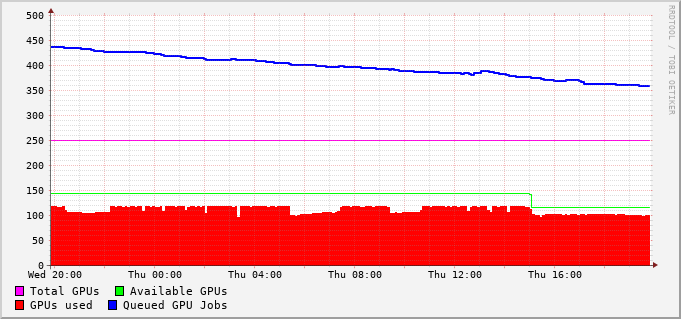 500
450
400
350
300
250
200
150
100
50
0
Wed 20:00 Thu 00:00 Thu 04:00 Thu 08:00 Thu 12:00 Thu 16:00
Total GPUs Available GPUs
GPUs used Queued GPU Jobs
RRDTOOL / TOBI OETIKER